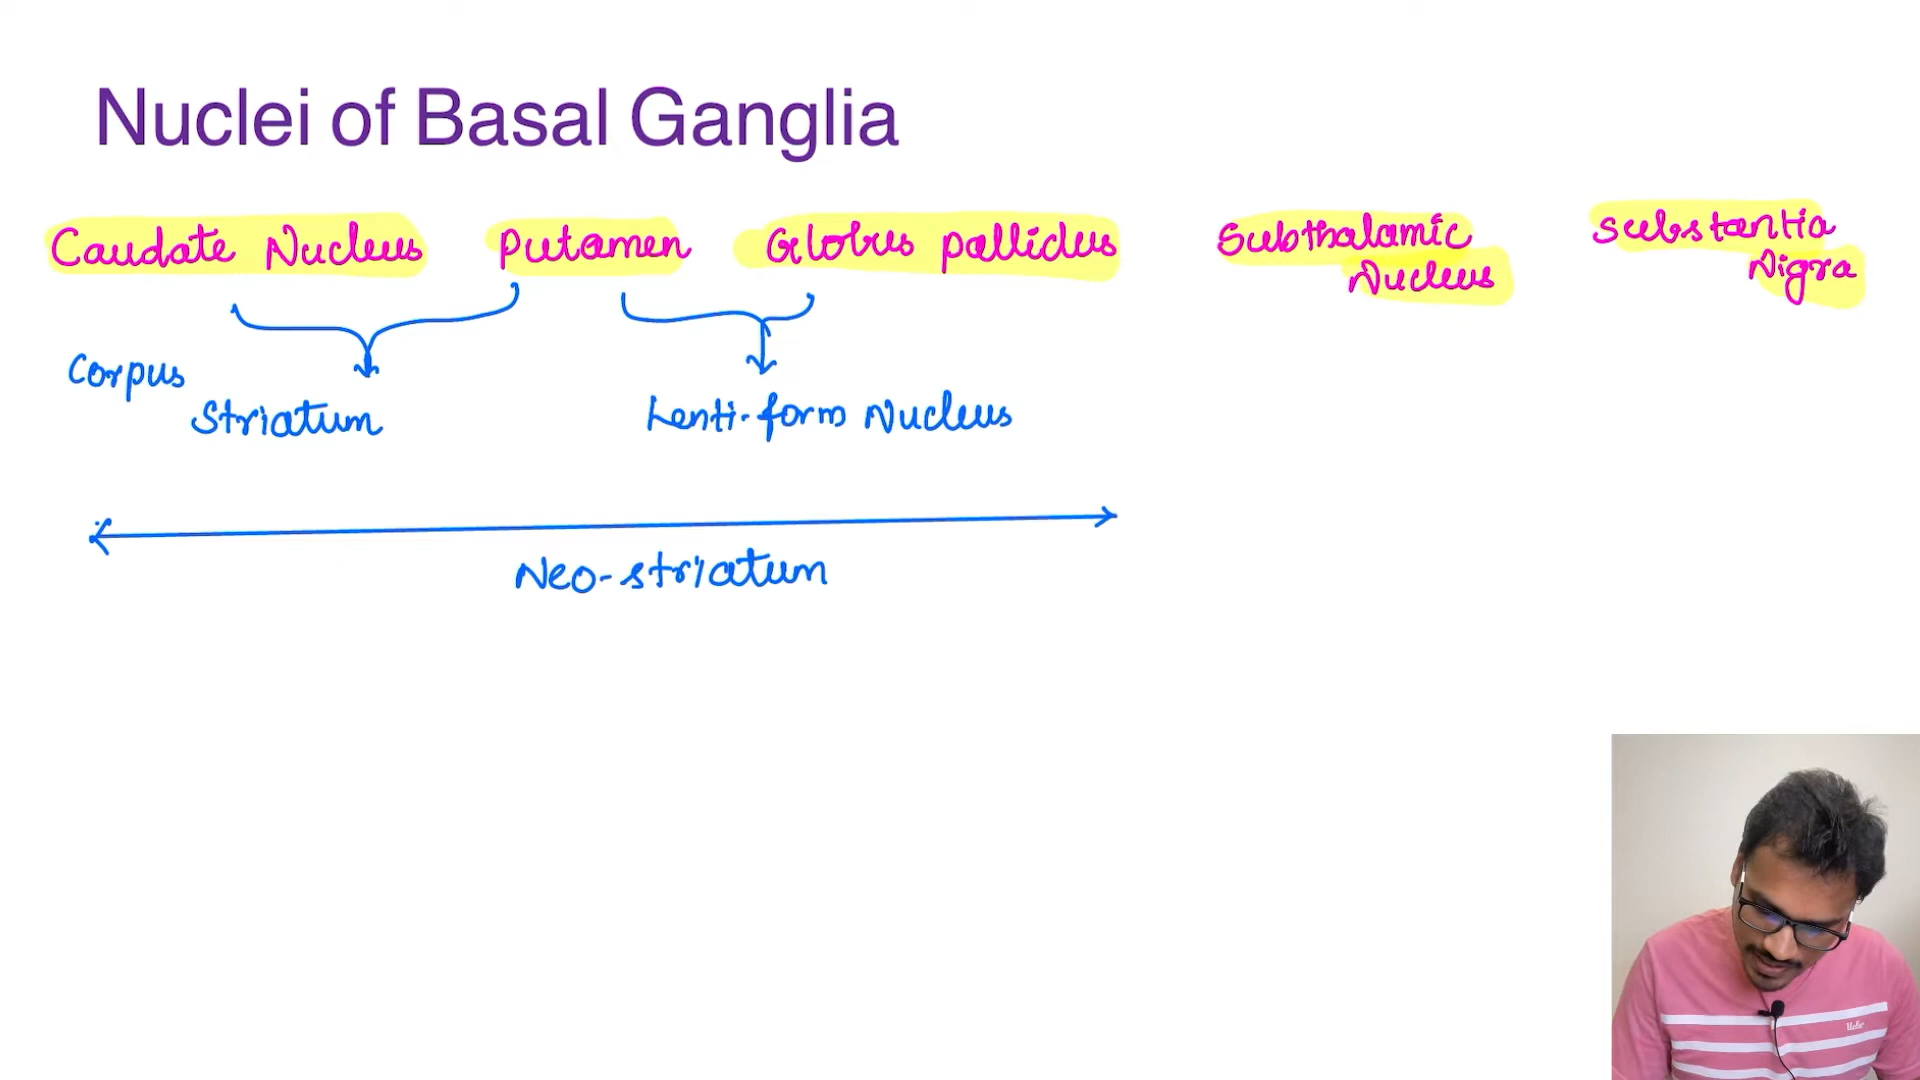 Nuclei of Basal Ganglia
Caudate Nucleus Putamen Globus pallidus Subthalamic Nucleus Substantia Nigra
Corpus Striatum Lenti-form Nucleus
Neo-striatum